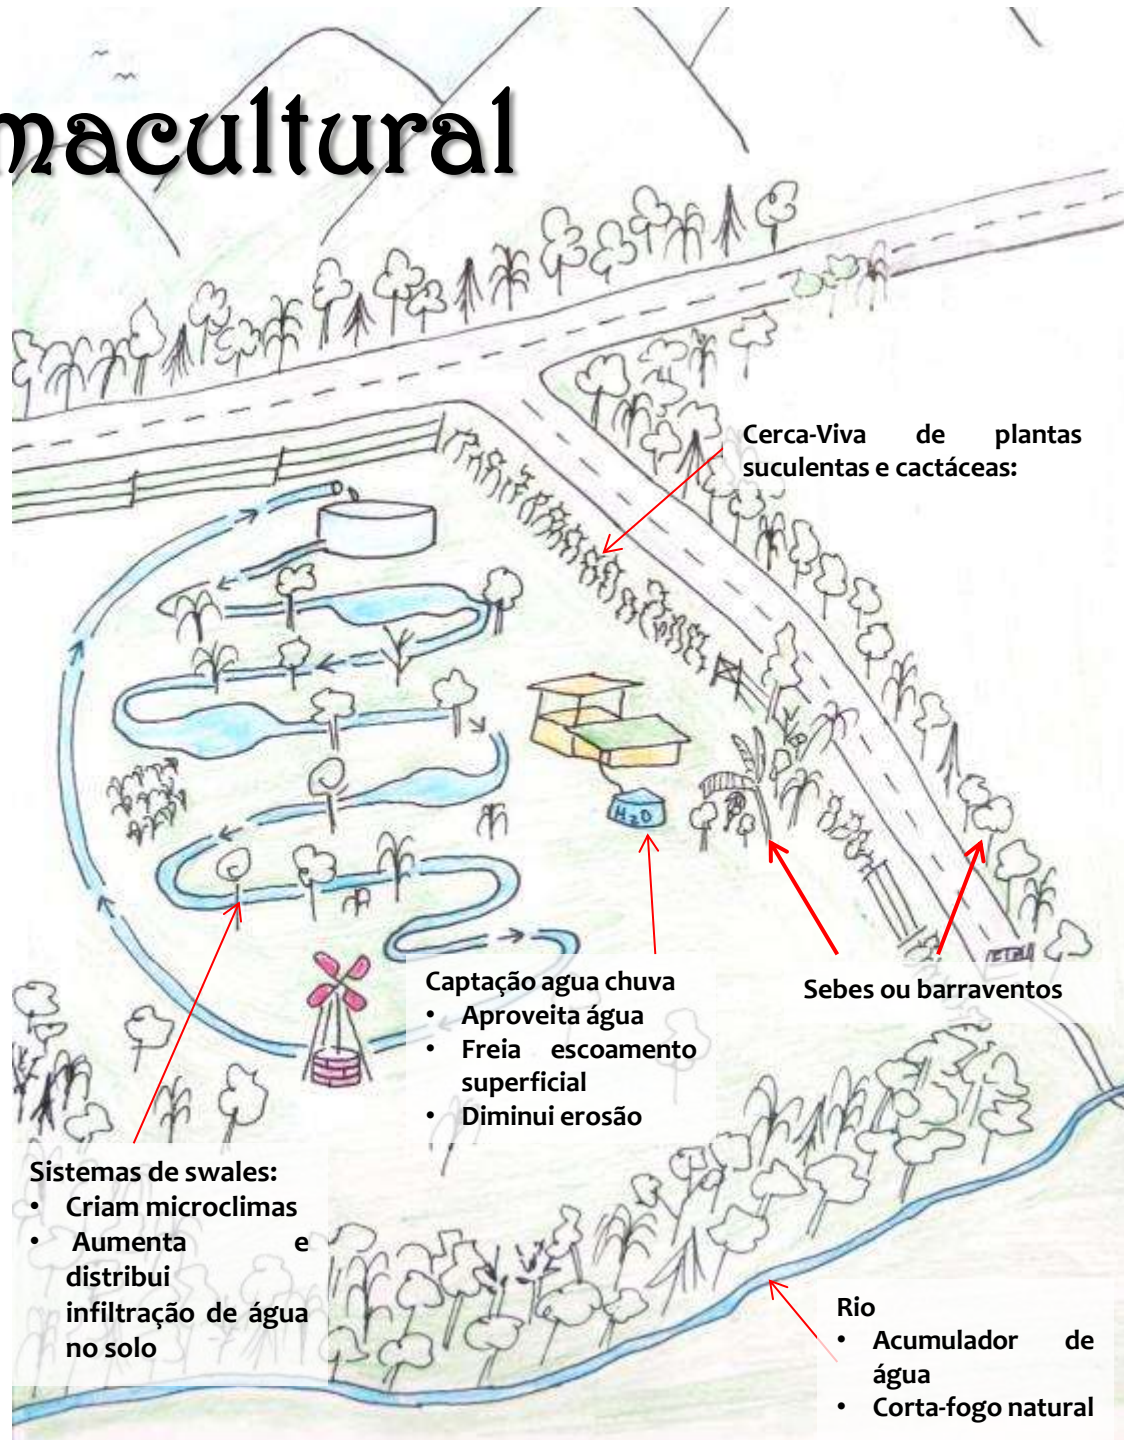 macultural
Cerca-Viva de plantas
suculentas e cactáceas:
H2O
Captação agua chuva
• Aproveita água
• Freia escoamento
superficial
• Diminui erosão
Sebes ou barraventos
Sistemas de swales:
• Criam microclimas
• Aumenta e
distribui
infiltração de água
no solo
Rio
• Acumulador de
água
• Corta-fogo natural